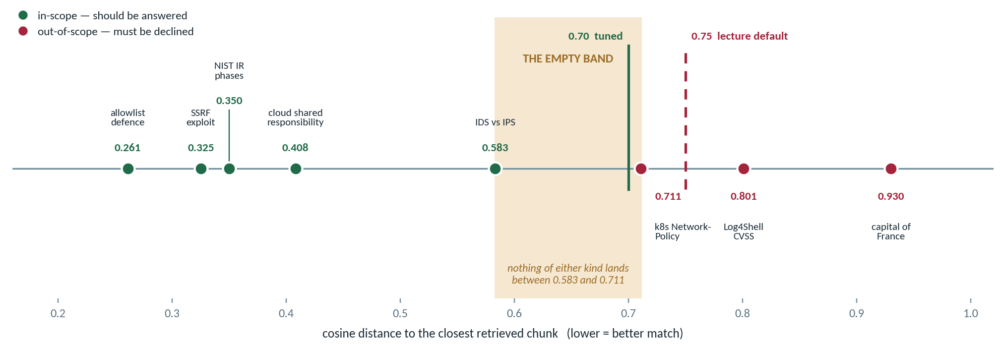 in-scope — should be answered
out-of-scope — must be declined
0.70 tuned
0.75 lecture default
THE EMPTY BAND
NIST IR
phases
0.350
allowlist
defence
0.261
SSRF
exploit
0.325
cloud shared
responsibility
0.408
IDS vs IPS
0.583
0.711
k8s Network-
Policy
0.801
Log4Shell
CVSS
0.930
capital of
France
nothing of either kind lands
between 0.583 and 0.711
0.2
0.3
0.4
0.5
0.6
0.7
0.8
0.9
1.0
cosine distance to the closest retrieved chunk (lower = better match)